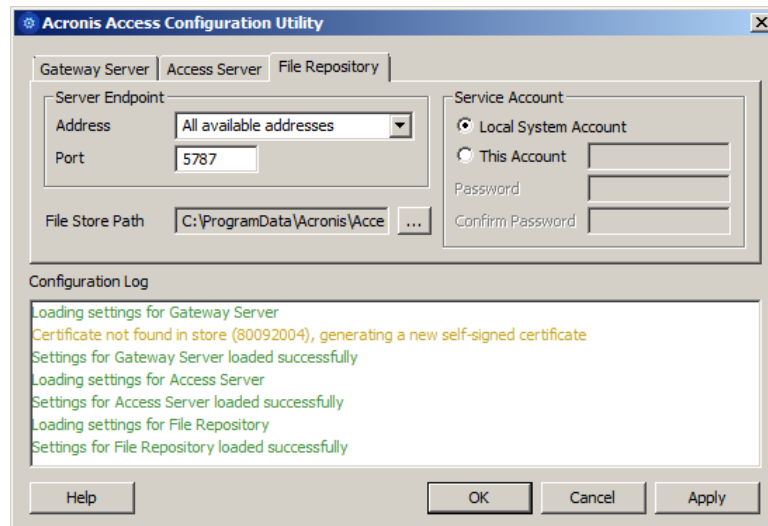 Acronis Access Configuration Utility
Gateway Server Access Server File Repository
Server Endpoint
Address All available addresses
Port 5787
File Store Path C:\ProgramData\Acronis\Acce ...
Service Account
Local System Account
This Account
Password
Confirm Password
Configuration Log
Loading settings for Gateway Server
Certificate not found in store (80092004), generating a new self-signed certificate
Settings for Gateway Server loaded successfully
Loading settings for Access Server
Settings for Access Server loaded successfully
Loading settings for File Repository
Settings for File Repository loaded successfully
Help OK Cancel Apply